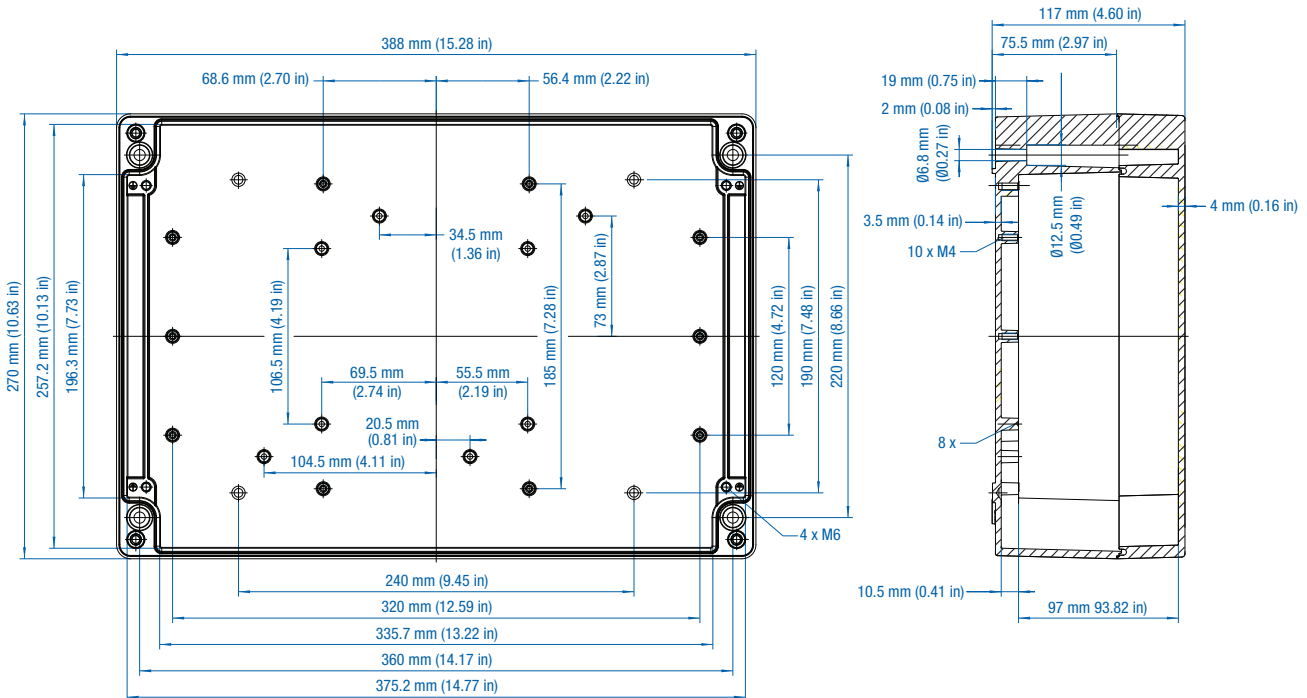 388 mm (15.28 in)
68.6 mm (2.70 in)
56.4 mm (2.22 in)
270 mm (10.63 in)
257.2 mm (10.13 in)
196.3 mm (7.73 in)
34.5 mm
(1.36 in)
106.5 mm (4.19 in)
73 mm (2.87 in)
185 mm (7.28 in)
120 mm (4.72 in)
190 mm (7.48 in)
220 mm (8.66 in)
69.5 mm
(2.74 in)
55.5 mm
(2.19 in)
20.5 mm
(0.81 in)
104.5 mm (4.11 in)
4 x M6
240 mm (9.45 in)
320 mm (12.59 in)
335.7 mm (13.22 in)
360 mm (14.17 in)
375.2 mm (14.77 in)
117 mm (4.60 in)
75.5 mm (2.97 in)
19 mm (0.75 in)
2 mm (0.08 in)
Ø6.8 mm
(Ø0.27 in)
3.5 mm (0.14 in)
10 x M4
Ø12.5 mm
(Ø0.49 in)
4 mm (0.16 in)
8 x
10.5 mm (0.41 in)
97 mm 93.82 in)